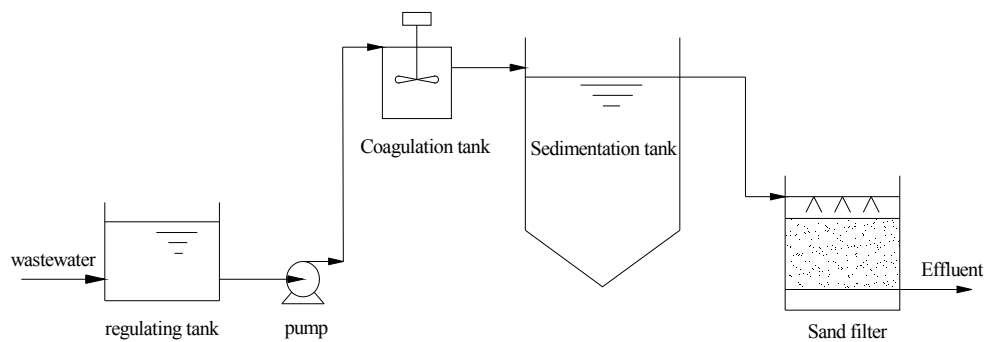 wastewater
regulating tank
pump
Coagulation tank
Sedimentation tank
Sand filter
Effluent